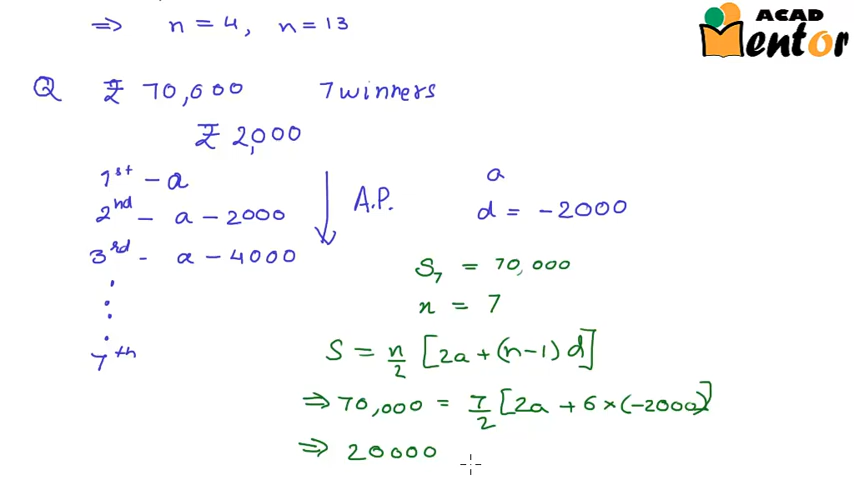 ⇒ n = 4, n = 13
ACAD
Mentor
Q ₹ 70,000 7 winners
₹ 2,000
1st - a
2nd - a - 2000
3rd - a - 4000
⋮
7th
A.P.
a
d = -2000
S7 = 70,000
n = 7
S = n/2 [2a + (n-1) d]
⇒ 70,000 = 7/2 [2a + 6 × (-2000)]
⇒ 20000